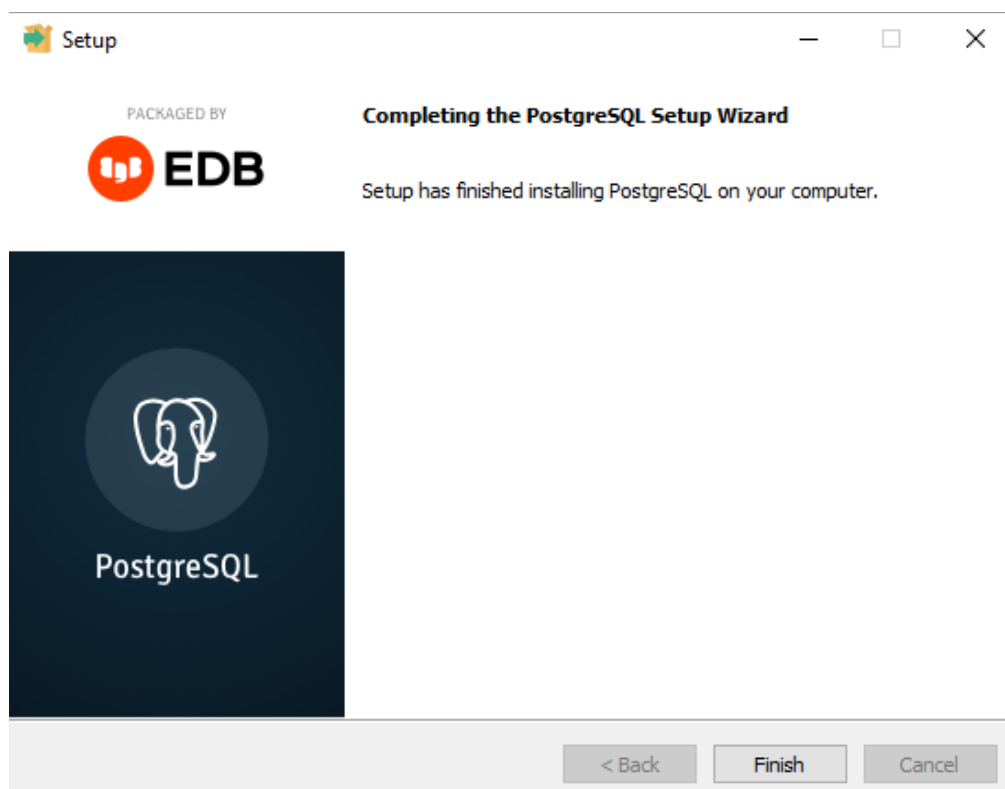 Setup
PACKAGED BY
EDB
Completing the PostgreSQL Setup Wizard
Setup has finished installing PostgreSQL on your computer.
PostgreSQL
< Back
Finish
Cancel